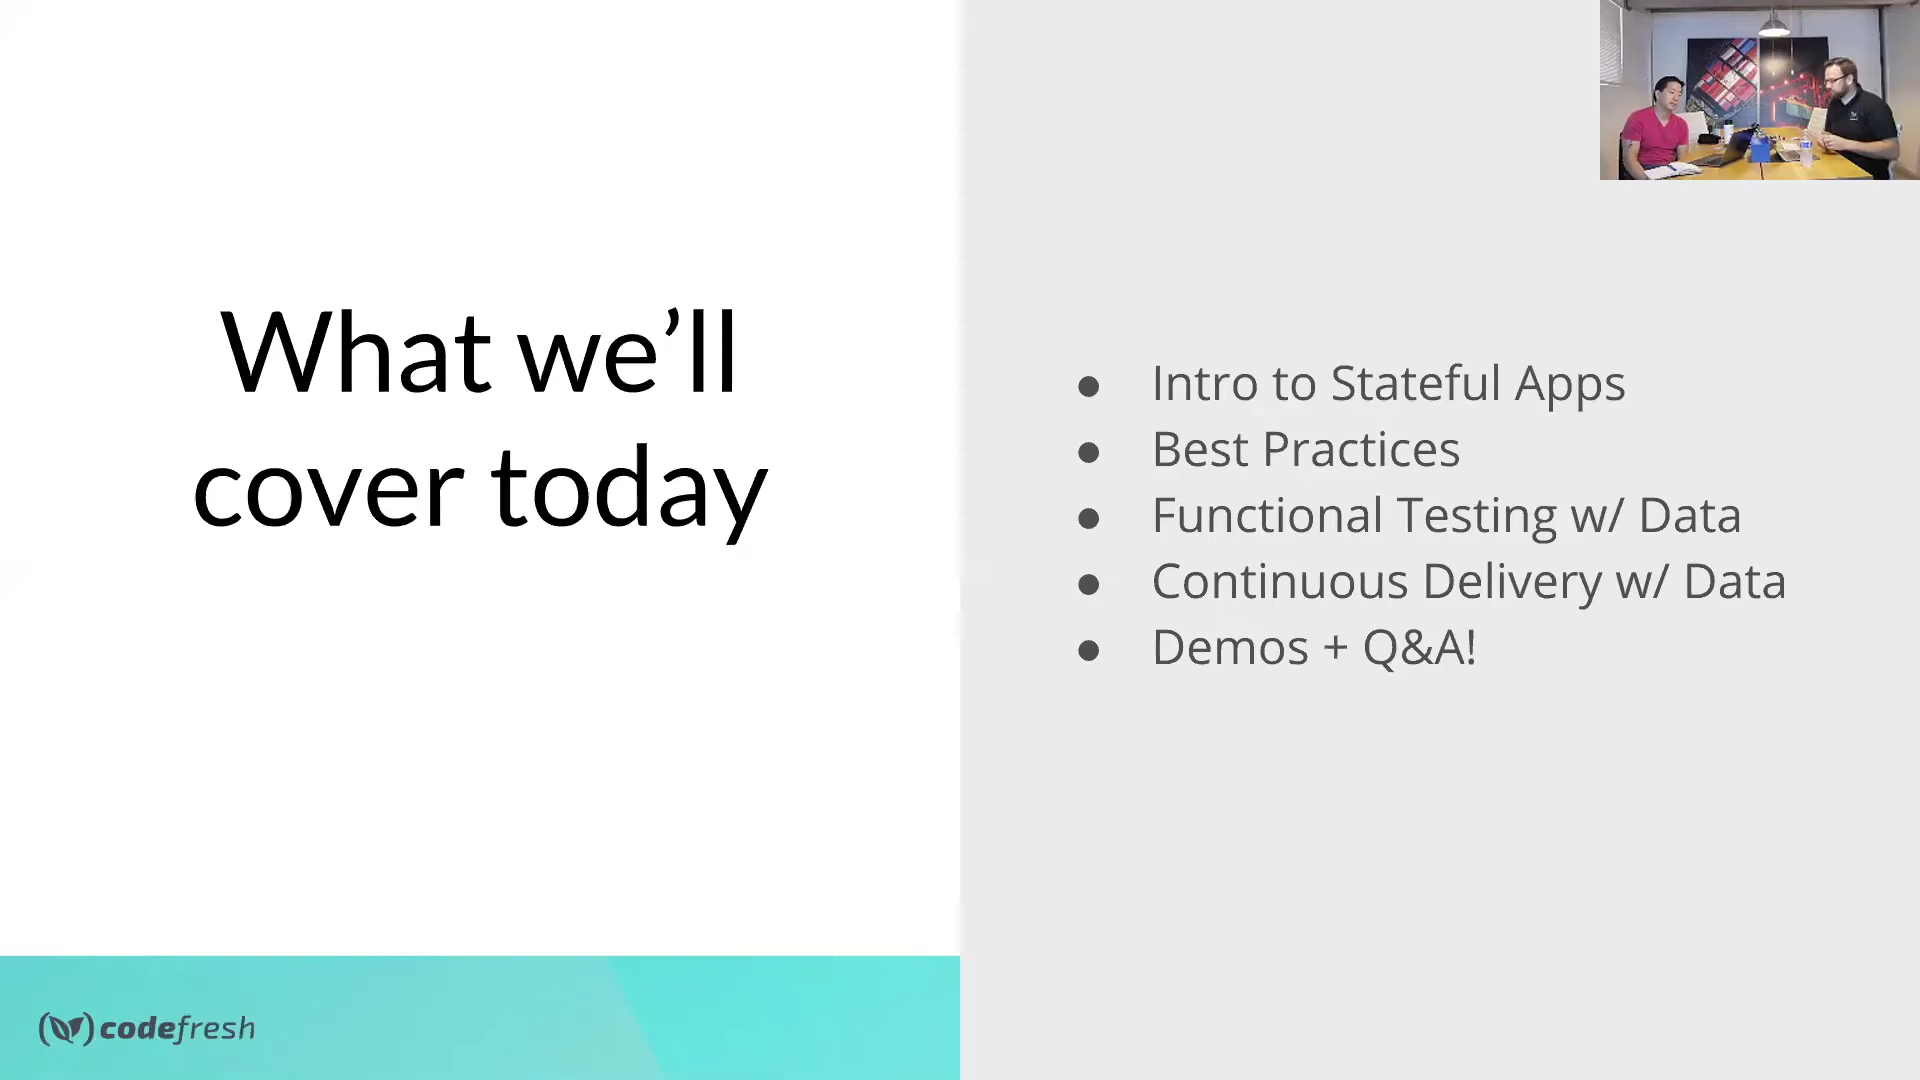 What we’ll
cover today
● Intro to Stateful Apps
● Best Practices
● Functional Testing w/ Data
● Continuous Delivery w/ Data
● Demos + Q&A!
codefresh